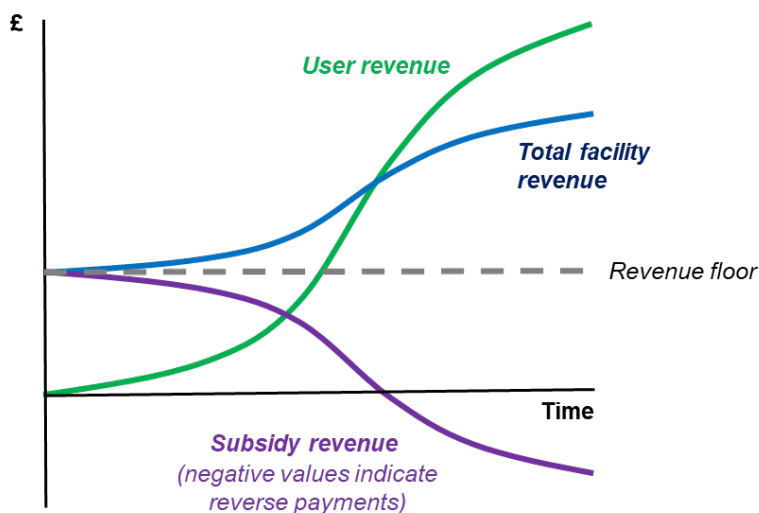 £
User revenue
Total facility
revenue
Revenue floor
Time
Subsidy revenue
(negative values indicate
reverse payments)